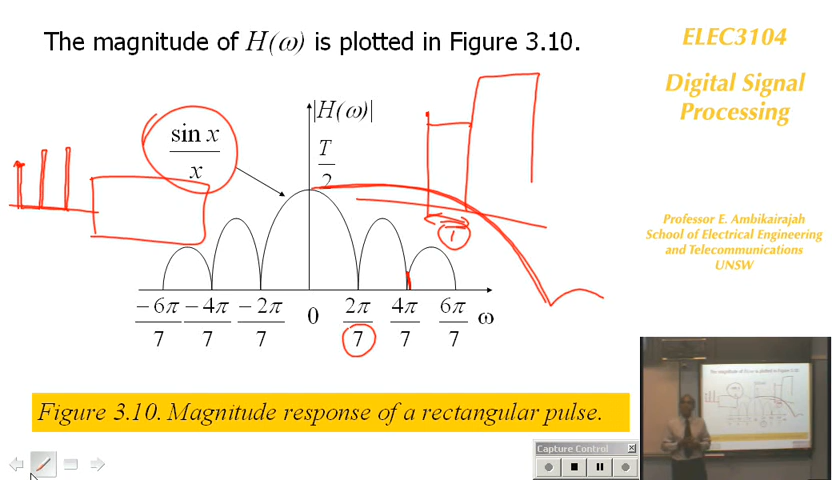 The magnitude of H(ω) is plotted in Figure 3.10.
ELEC3104
Digital Signal
Processing
Professor E. Ambikairajah
School of Electrical Engineering
and Telecommunications
UNSW
|H(ω)|
sin x
x
T
2
1
-6π -4π -2π 0 2π 4π 6π ω
7 7 7 7 7 7
Figure 3.10. Magnitude response of a rectangular pulse.
Capture Control